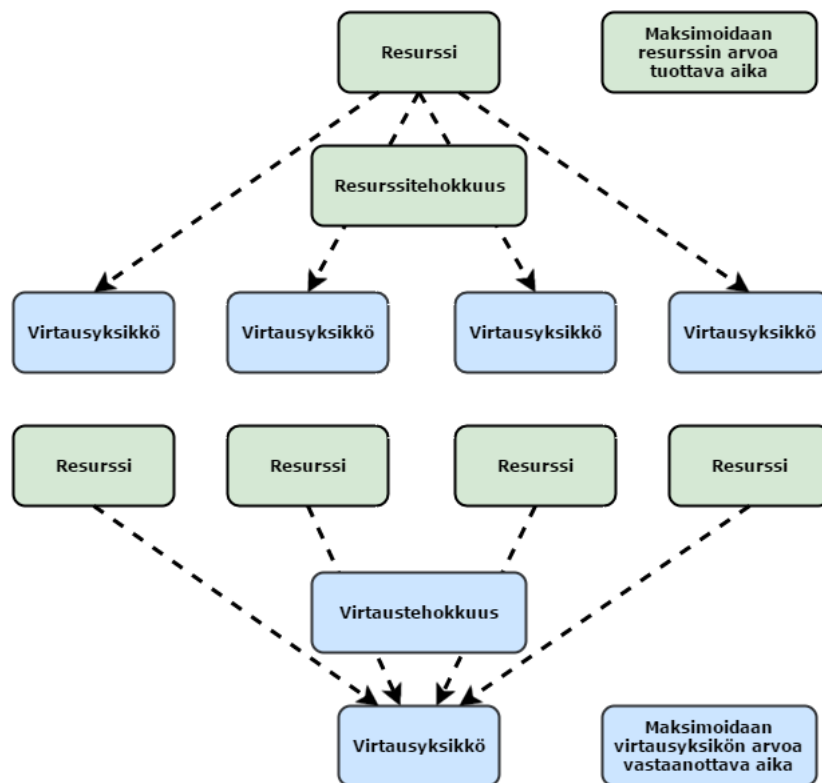 Resurssi
Maksimoidaan
resurssin arvoa
tuottava aika
Resurssitehokkuus
Virtausyksikkö
Virtausyksikkö
Virtausyksikkö
Virtausyksikkö
Resurssi
Resurssi
Resurssi
Resurssi
Virtaustehokkuus
Virtausyksikkö
Maksimoidaan
virtausyksikön arvoa
vastaanottava aika